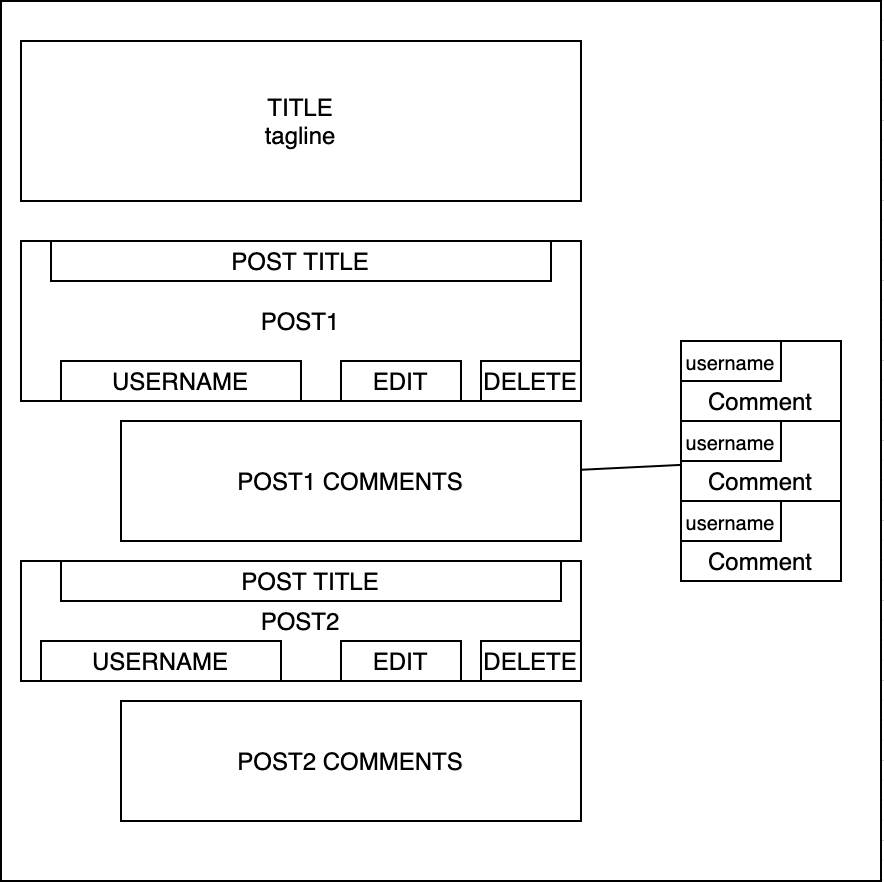 TITLE
tagline
POST TITLE
POST1
USERNAME EDIT DELETE
POST1 COMMENTS
username
Comment
username
Comment
username
Comment
POST TITLE
POST2
USERNAME EDIT DELETE
POST2 COMMENTS